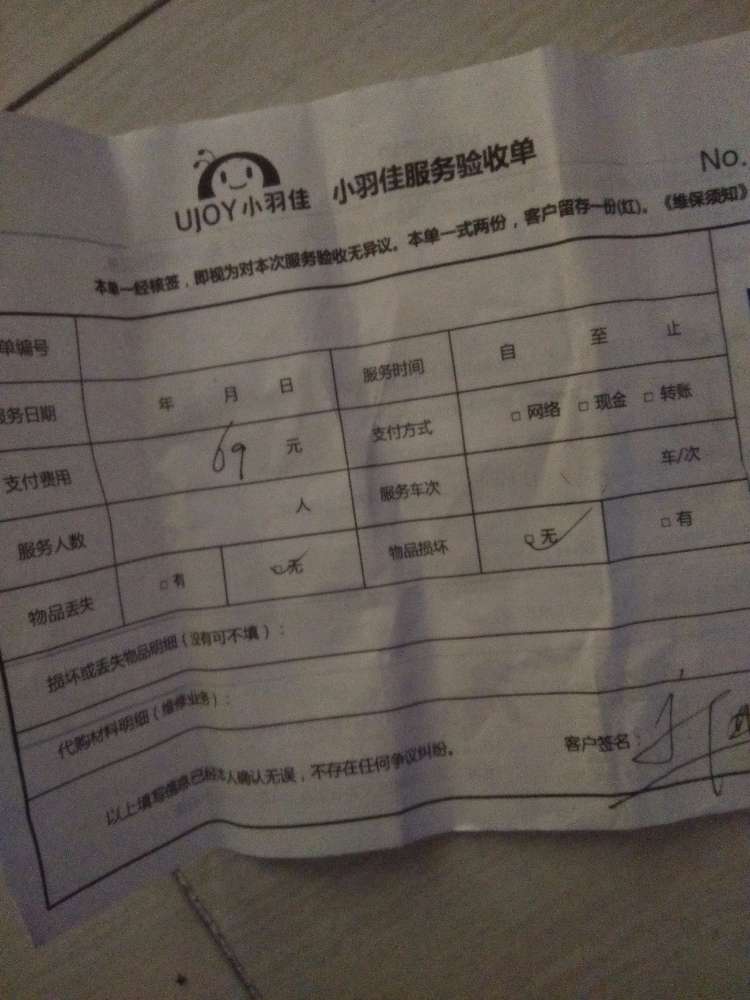 UJOY小羽佳 小羽佳服务验收单
No.
本单一经核签，即视为对本次服务验收无异议。本单一式两份，客户留存一份(红)。《维保须知》
单编号
服务日期 年 月 日 服务时间 自 至 止
支付费用 69 元 支付方式 □ 网络 □ 现金 □ 转账
服务人数 人 服务车次 车/次
物品丢失 □ 有 □ 无 物品损坏 □ 无 □ 有
损坏或丢失物品明细（没有可不填）：
代购材料明细（维修业务）：
以上填写信息已经本人确认无误，不存在任何争议纠纷。
客户签名：